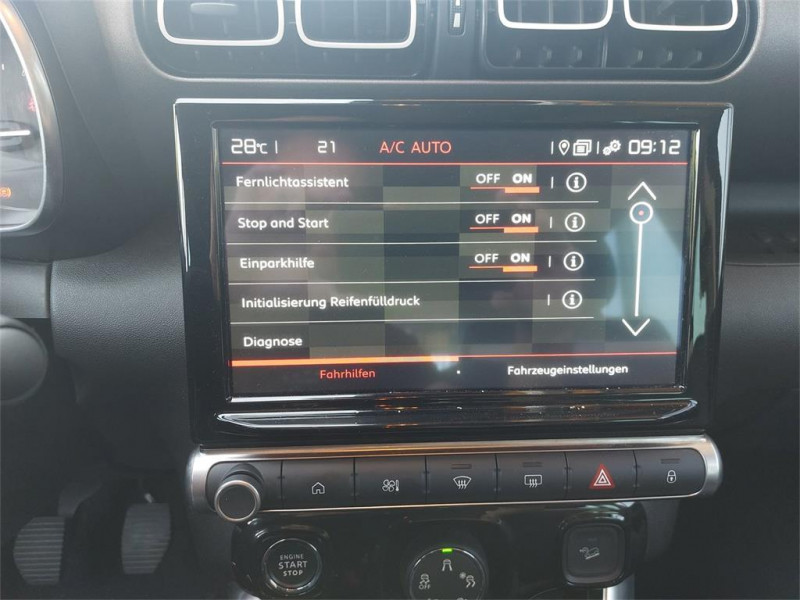 28°C 21 A/C AUTO 09:12
Fernlichtassistent OFF ON
Stop and Start OFF ON
Einparkhilfe OFF ON
Initialisierung Reifenfülldruck
Diagnose
Fahrhilfen Fahrzeugeinstellungen
ENGINE
START
STOP
OFF